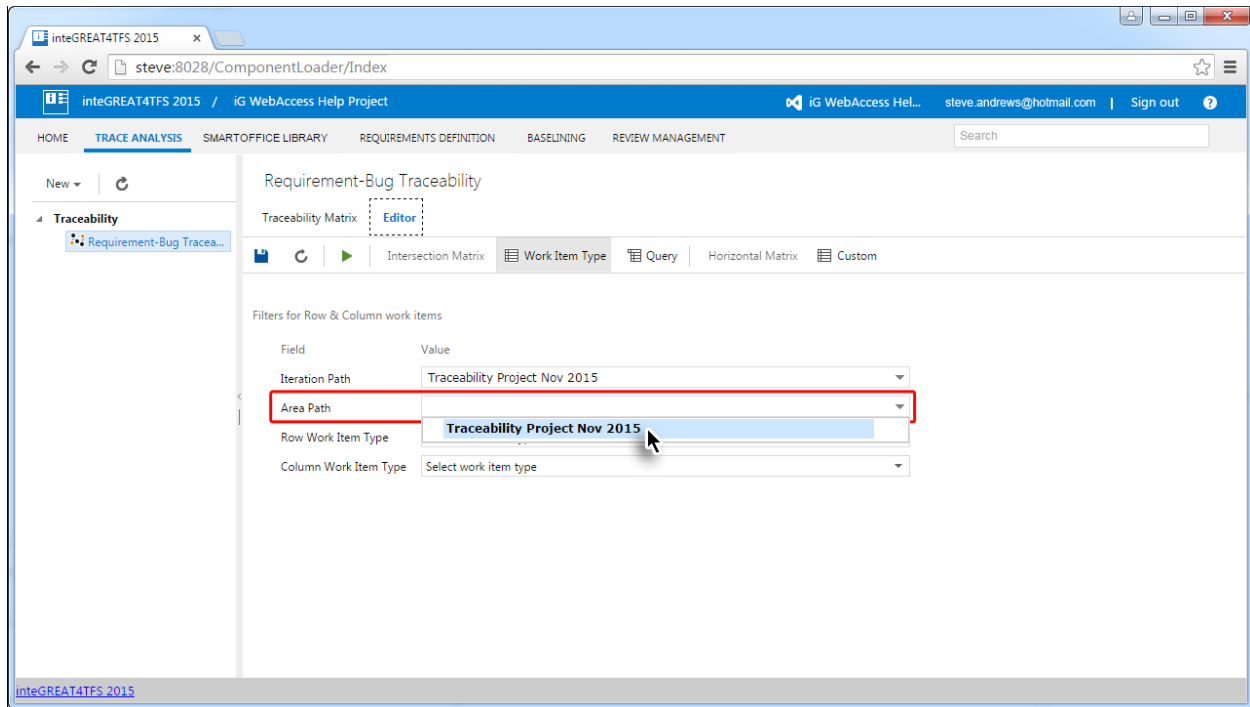 inteGREAT4TFS 2015
steve:8028/ComponentLoader/Index
inteGREAT4TFS 2015 / iG WebAccess Help Project iG WebAccess Hel... steve.andrews@hotmail.com | Sign out ?
HOME TRACE ANALYSIS SMARTOFFICE LIBRARY REQUIREMENTS DEFINITION BASELINING REVIEW MANAGEMENT Search
New Requirement-Bug Traceability
Traceability Traceability Matrix Editor
Requirement-Bug Tracea...
Intersection Matrix Work Item Type Query Horizontal Matrix Custom
Filters for Row & Column work items
Field Value
Iteration Path Traceability Project Nov 2015
Area Path
Traceability Project Nov 2015
Row Work Item Type
Column Work Item Type Select work item type
inteGREAT4TFS 2015